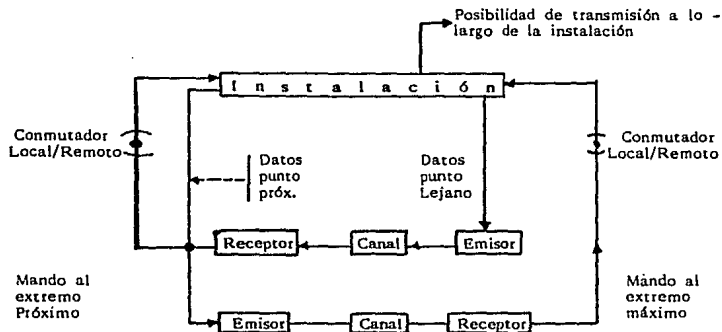 Posibilidad de transmisión a lo -
largo de la instalación
I n s t a l a c i ó n
Conmutador
Local/Remoto
Datos
punto
próx.
Datos
punto
Lejano
Conmutador
Local/Remoto
Receptor
Canal
Emisor
Mando al
extremo
Próximo
Mándo al
extremo
máximo
Emisor
Canal
Receptor